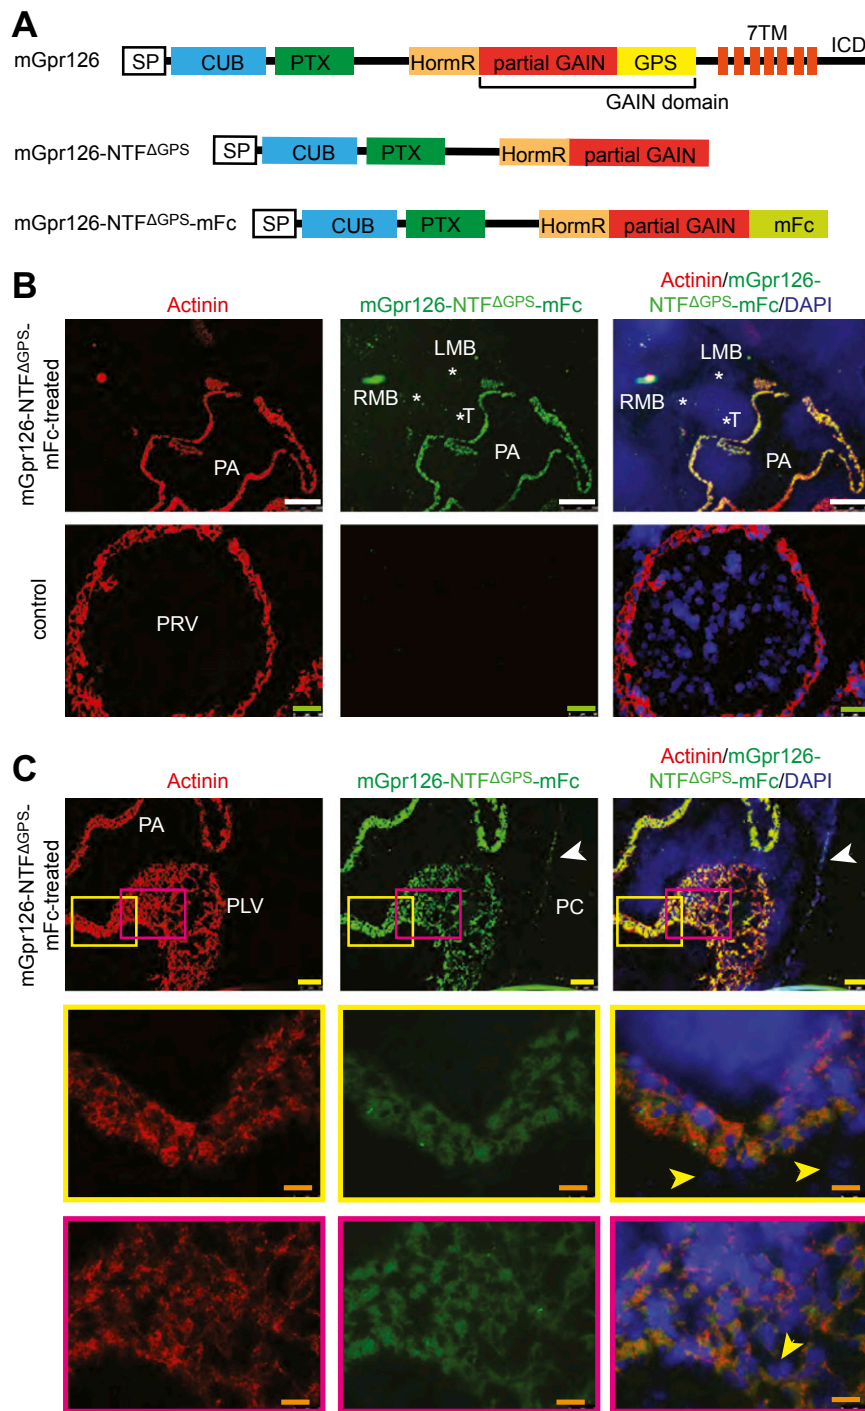 A
mGpr126
SP
CUB
PTX
HormR
partial GAIN
GPS
7TM
ICD
GAIN domain
mGpr126-NTFΔGPS
SP
CUB
PTX
HormR
partial GAIN
mGpr126-NTFΔGPS-mFc
SP
CUB
PTX
HormR
partial GAIN
mFc
B
Actinin
mGpr126-NTFΔGPS-mFc
Actinin/mGpr126-
NTFΔGPS-mFc/DAPI
mGpr126-NTFΔGPS-
mFc-treated
PA
LMB
*
RMB
*
*T
PA
LMB
*
RMB
*
*T
PA
control
PRV
C
Actinin
mGpr126-NTFΔGPS-mFc
Actinin/mGpr126-
NTFΔGPS-mFc/DAPI
mGpr126-NTFΔGPS-
mFc-treated
PA
PLV
PC